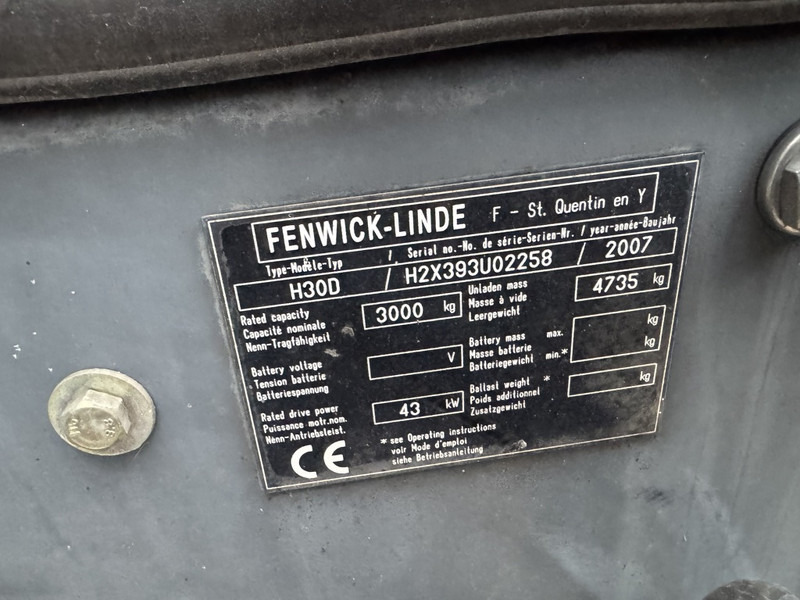 FENWICK-LINDE F - St. Quentin en Y
Type-Modèle-Typ / Serial no.-No. de série-Serien-Nr. / year-année-Baujahr
H30D / H2X393U02258 / 2007
Rated capacity
Capacité nominale
Nenn-Tragfähigkeit
3000 kg
Unladen mass
Masse à vide
Leergewicht
4735 kg
Battery voltage
Tension batterie
Batteriespannung
V
Battery mass max.
Masse batterie
Batteriegewicht min.*
kg
kg
Rated drive power
Puissance motr.nom.
Nenn-Antriebsleist.
43 kW
Ballast weight *
Poids additionnel
Zusatzgewicht
kg
CE
* see Operating instructions
voir Mode d'emploi
siehe Betriebsanleitung